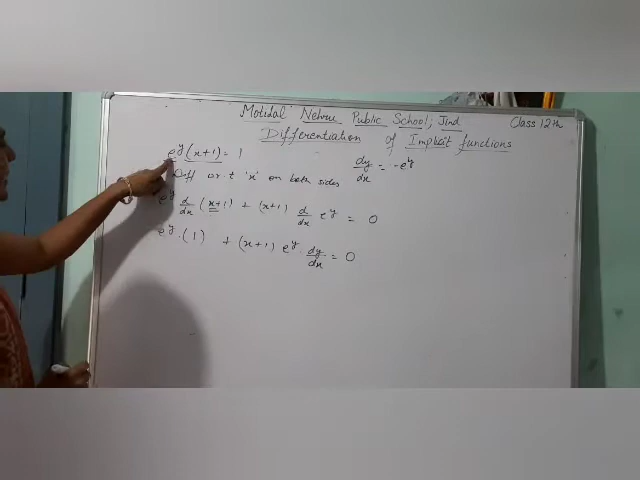 Motidal Nehru Public School, Jind
Class 12th
Differentiation of Implicit functions
e^y (x+1) = 1
dy/dx = -e^y
Diff w.r.t 'x' on both sides
e^y d/dx (x+1) + (x+1) d/dx e^y = 0
e^y . (1) + (x+1) e^y . dy/dx = 0